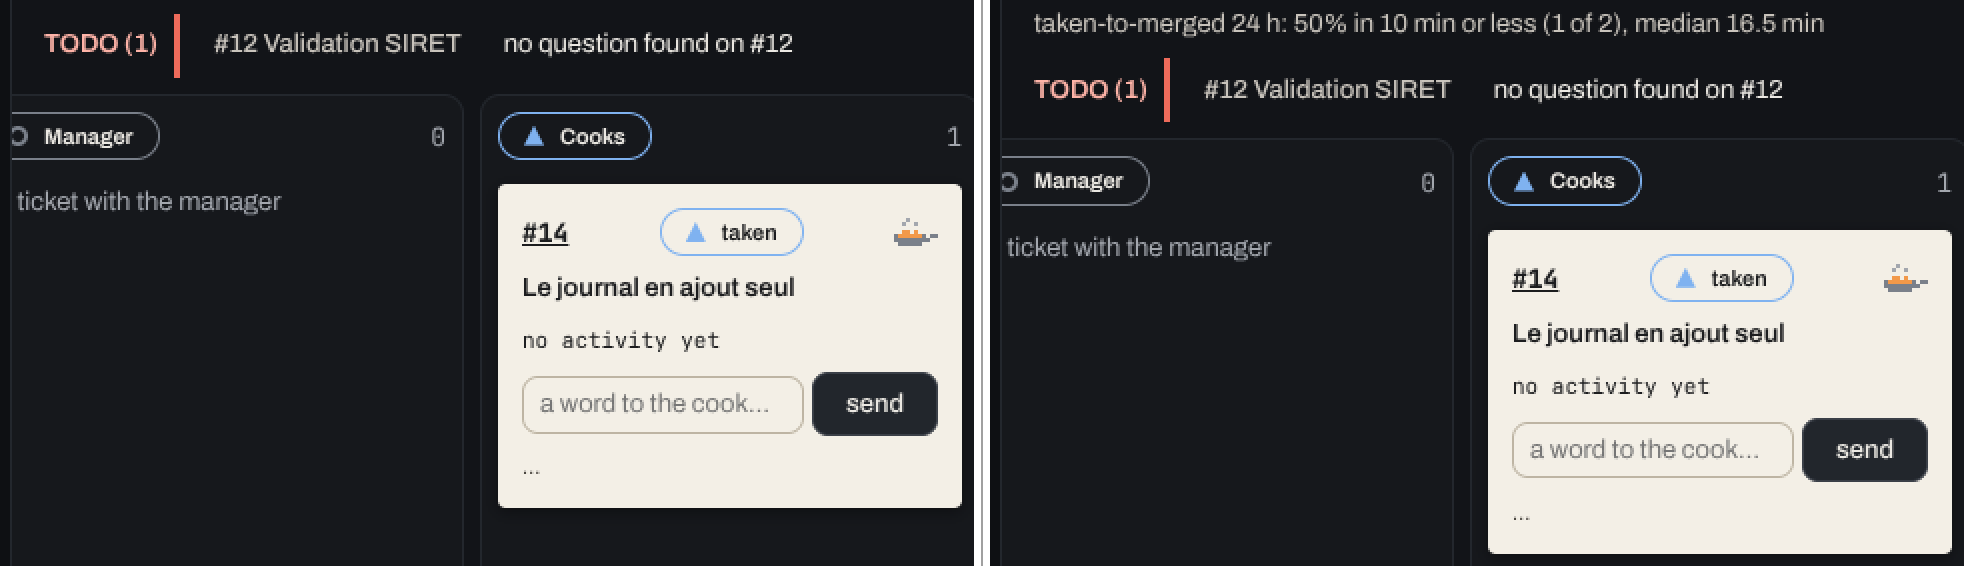 TODO (1) #12 Validation SIRET no question found on #12
Manager 0
ticket with the manager
Cooks 1
#14 taken
Le journal en ajout seul
no activity yet
a word to the cook... send
...
taken-to-merged 24 h: 50% in 10 min or less (1 of 2), median 16.5 min
TODO (1) #12 Validation SIRET no question found on #12
Manager 0
ticket with the manager
Cooks 1
#14 taken
Le journal en ajout seul
no activity yet
a word to the cook... send
...